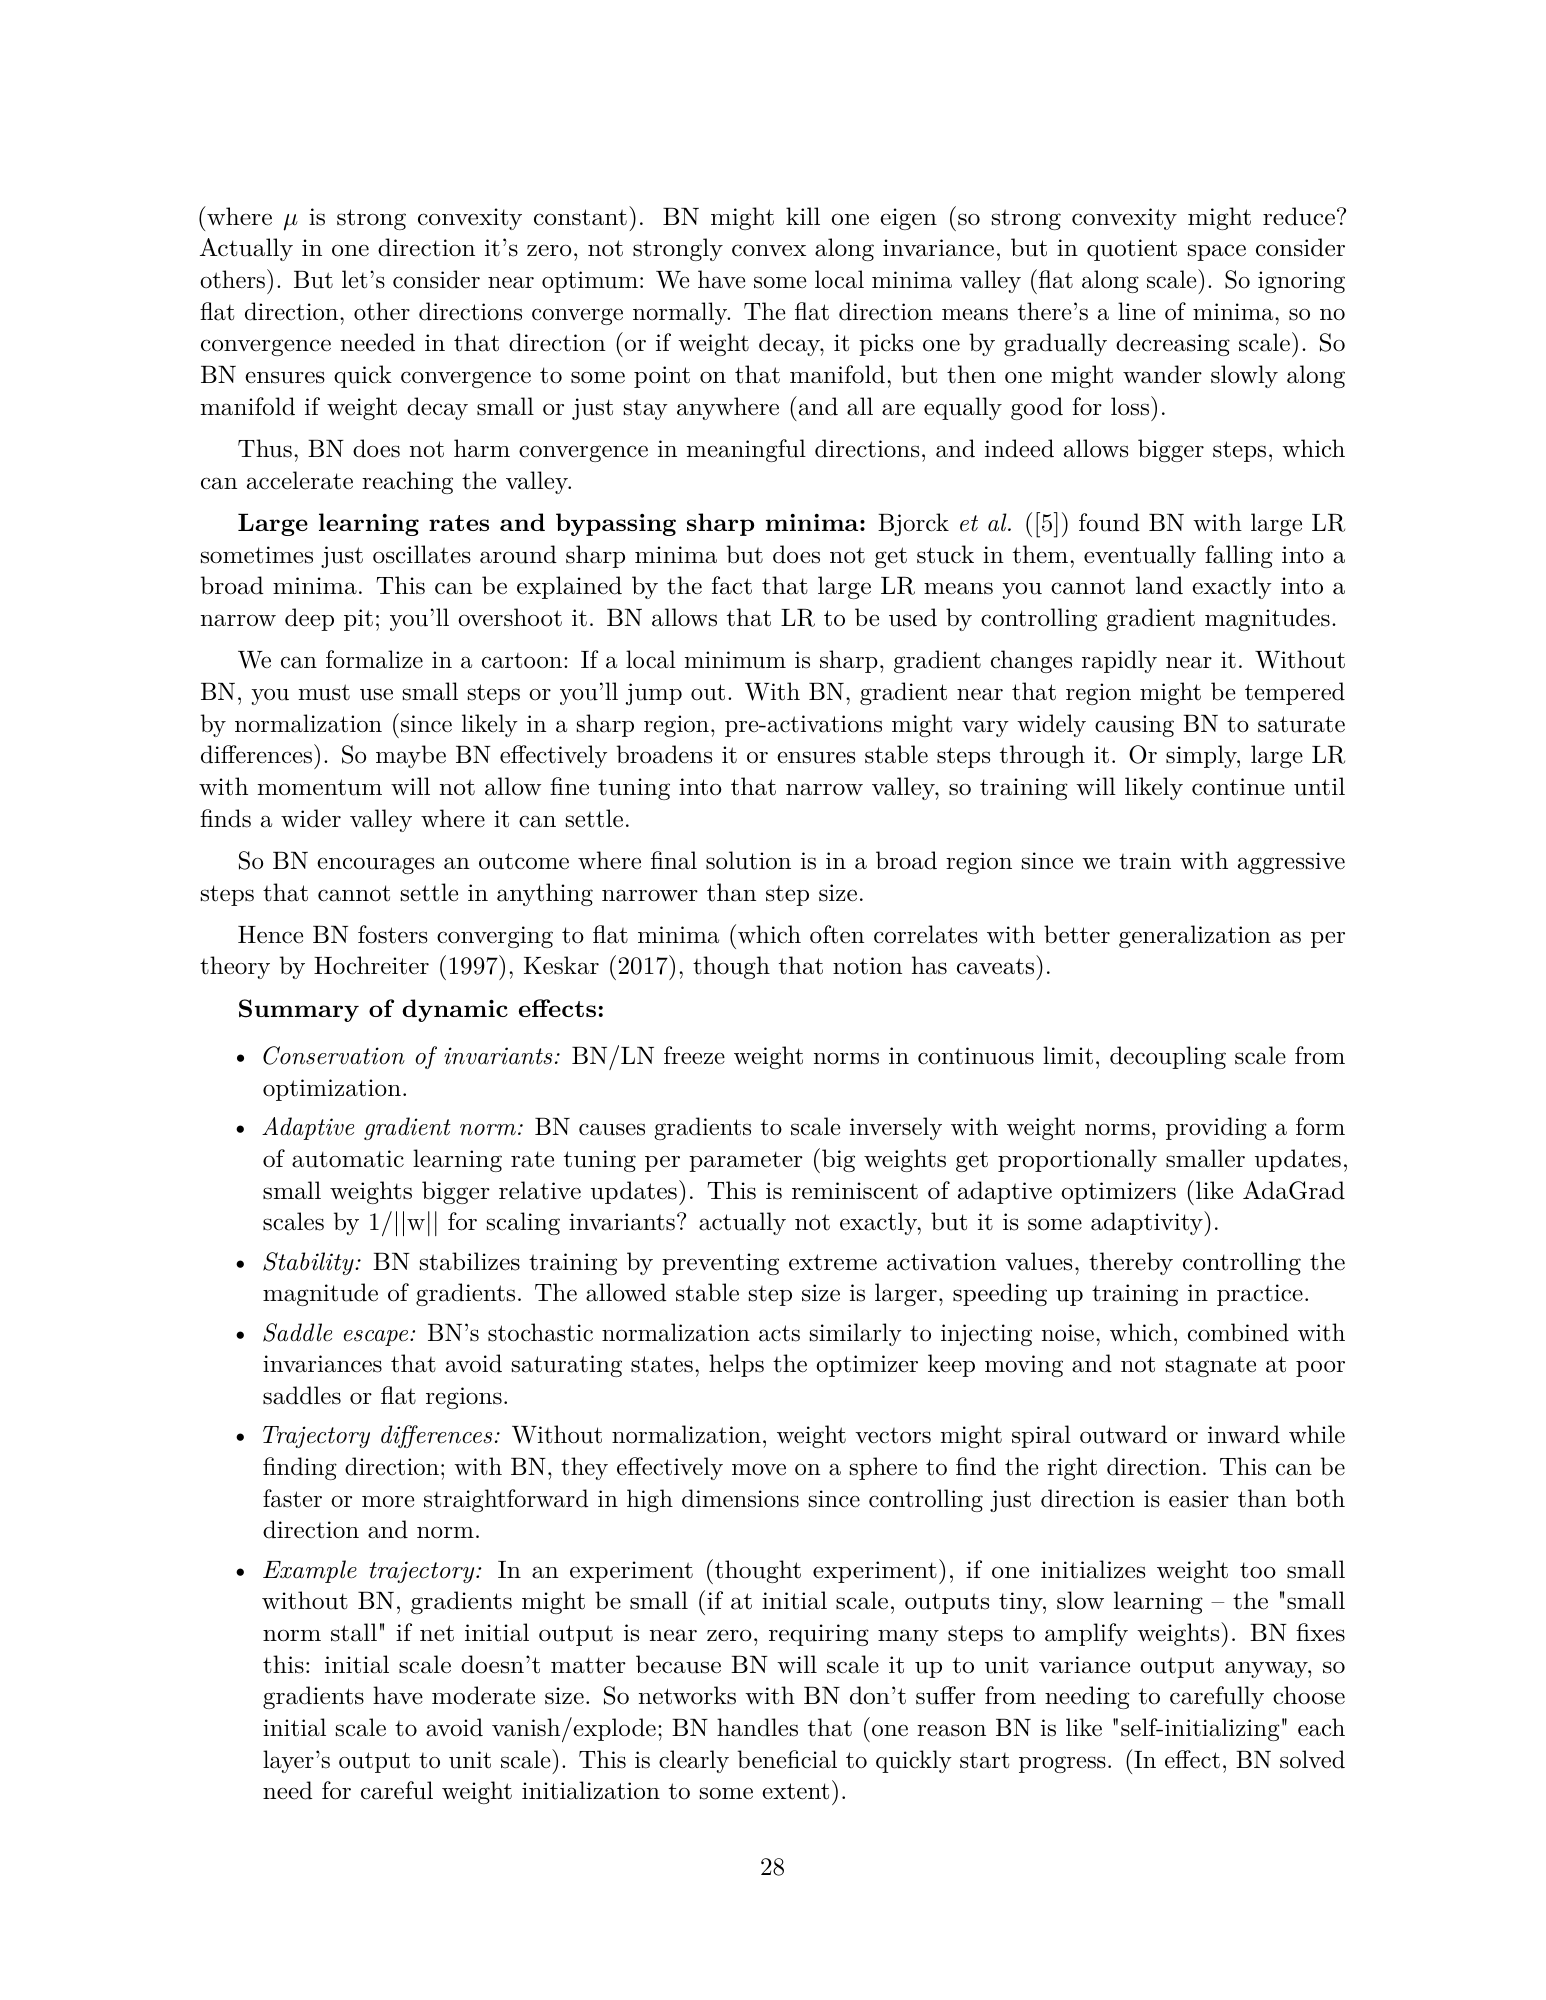 (where μ is strong convexity constant). BN might kill one eigen (so strong convexity might reduce?
Actually in one direction it's zero, not strongly convex along invariance, but in quotient space consider
others). But let's consider near optimum: We have some local minima valley (flat along scale). So ignoring
flat direction, other directions converge normally. The flat direction means there's a line of minima, so no
convergence needed in that direction (or if weight decay, it picks one by gradually decreasing scale). So
BN ensures quick convergence to some point on that manifold, but then one might wander slowly along
manifold if weight decay small or just stay anywhere (and all are equally good for loss).
Thus, BN does not harm convergence in meaningful directions, and indeed allows bigger steps, which
can accelerate reaching the valley.
Large learning rates and bypassing sharp minima: Bjorck et al. ([5]) found BN with large LR
sometimes just oscillates around sharp minima but does not get stuck in them, eventually falling into a
broad minima. This can be explained by the fact that large LR means you cannot land exactly into a
narrow deep pit; you'll overshoot it. BN allows that LR to be used by controlling gradient magnitudes.
We can formalize in a cartoon: If a local minimum is sharp, gradient changes rapidly near it. Without
BN, you must use small steps or you'll jump out. With BN, gradient near that region might be tempered
by normalization (since likely in a sharp region, pre-activations might vary widely causing BN to saturate
differences). So maybe BN effectively broadens it or ensures stable steps through it. Or simply, large LR
with momentum will not allow fine tuning into that narrow valley, so training will likely continue until
finds a wider valley where it can settle.
So BN encourages an outcome where final solution is in a broad region since we train with aggressive
steps that cannot settle in anything narrower than step size.
Hence BN fosters converging to flat minima (which often correlates with better generalization as per
theory by Hochreiter (1997), Keskar (2017), though that notion has caveats).
Summary of dynamic effects:
• Conservation of invariants: BN/LN freeze weight norms in continuous limit, decoupling scale from
optimization.
• Adaptive gradient norm: BN causes gradients to scale inversely with weight norms, providing a form
of automatic learning rate tuning per parameter (big weights get proportionally smaller updates,
small weights bigger relative updates). This is reminiscent of adaptive optimizers (like AdaGrad
scales by 1/||w|| for scaling invariants? actually not exactly, but it is some adaptivity).
• Stability: BN stabilizes training by preventing extreme activation values, thereby controlling the
magnitude of gradients. The allowed stable step size is larger, speeding up training in practice.
• Saddle escape: BN's stochastic normalization acts similarly to injecting noise, which, combined with
invariances that avoid saturating states, helps the optimizer keep moving and not stagnate at poor
saddles or flat regions.
• Trajectory differences: Without normalization, weight vectors might spiral outward or inward while
finding direction; with BN, they effectively move on a sphere to find the right direction. This can be
faster or more straightforward in high dimensions since controlling just direction is easier than both
direction and norm.
• Example trajectory: In an experiment (thought experiment), if one initializes weight too small
without BN, gradients might be small (if at initial scale, outputs tiny, slow learning – the "small
norm stall" if net initial output is near zero, requiring many steps to amplify weights). BN fixes
this: initial scale doesn't matter because BN will scale it up to unit variance output anyway, so
gradients have moderate size. So networks with BN don't suffer from needing to carefully choose
initial scale to avoid vanish/explode; BN handles that (one reason BN is like "self-initializing" each
layer's output to unit scale). This is clearly beneficial to quickly start progress. (In effect, BN solved
need for careful weight initialization to some extent).
28